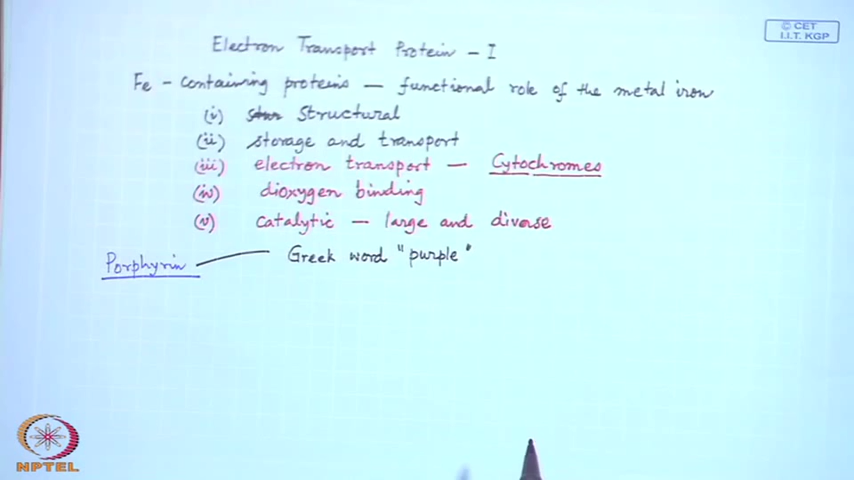 © CET
I.I.T. KGP
Electron Transport Protein - I
Fe - containing proteins — functional role of the metal iron
(i) Structural
(ii) storage and transport
(iii) electron transport — Cytochromes
(iv) dioxygen binding
(v) catalytic — large and diverse
Porphyrin — Greek word "purple"
NPTEL